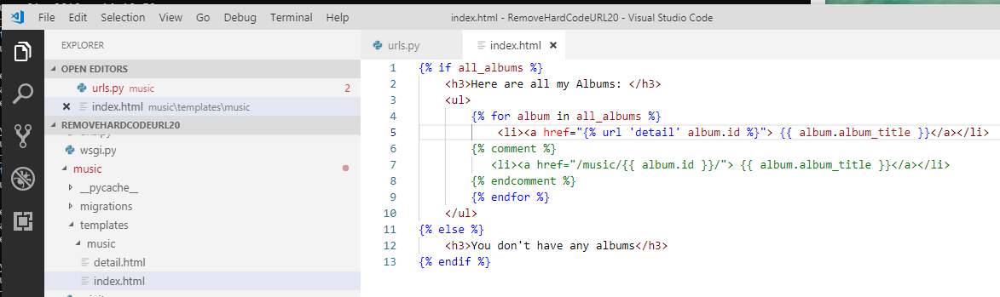 File Edit Selection View Go Debug Terminal Help index.html - RemoveHardCodeURL20 - Visual Studio Code
EXPLORER
OPEN EDITORS
urls.py music 2
index.html music\templates\music
REMOVEHARDCODEURL20
wsgi.py
music
__pycache__
migrations
templates
music
detail.html
index.html
urls.py index.html
1 {% if all_albums %}
2 <h3>Here are all my Albums: </h3>
3 <ul>
4 {% for album in all_albums %}
5 <li><a href="{% url 'detail' album.id %}"> {{ album.album_title }}</a></li>
6 {% comment %}
7 <li><a href="/music/{{ album.id }}/"> {{ album.album_title }}</a></li>
8 {% endcomment %}
9 {% endfor %}
10 </ul>
11 {% else %}
12 <h3>You don't have any albums</h3>
13 {% endif %}